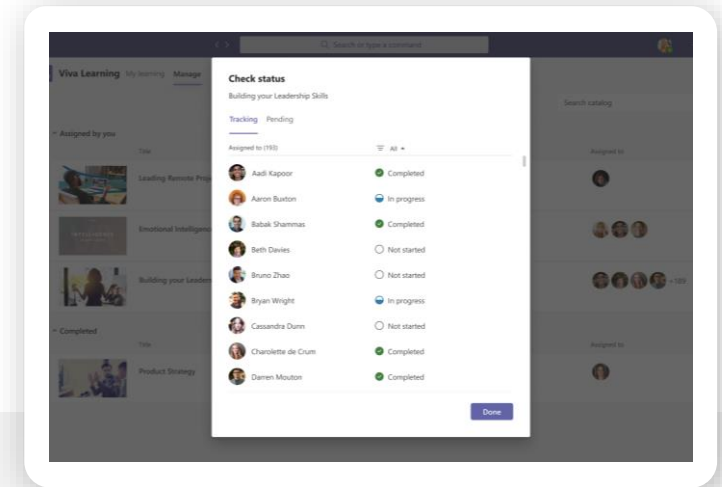 Search or type a command
Viva Learning My learning Manage
Search catalog
Assigned by you
Title Assigned to
Leading Remote Proj
Emotional Intelligenc
Building your Leaders +189
Completed
Title Assigned to
Product Strategy
Check status
Building your Leadership Skills
Tracking Pending
Assigned to (193) All
Aadi Kapoor Completed
Aaron Buxton In progress
Babak Shammas Completed
Beth Davies Not started
Bruno Zhao Not started
Bryan Wright In progress
Cassandra Dunn Not started
Charolette de Crum Completed
Darren Mouton Completed
Done